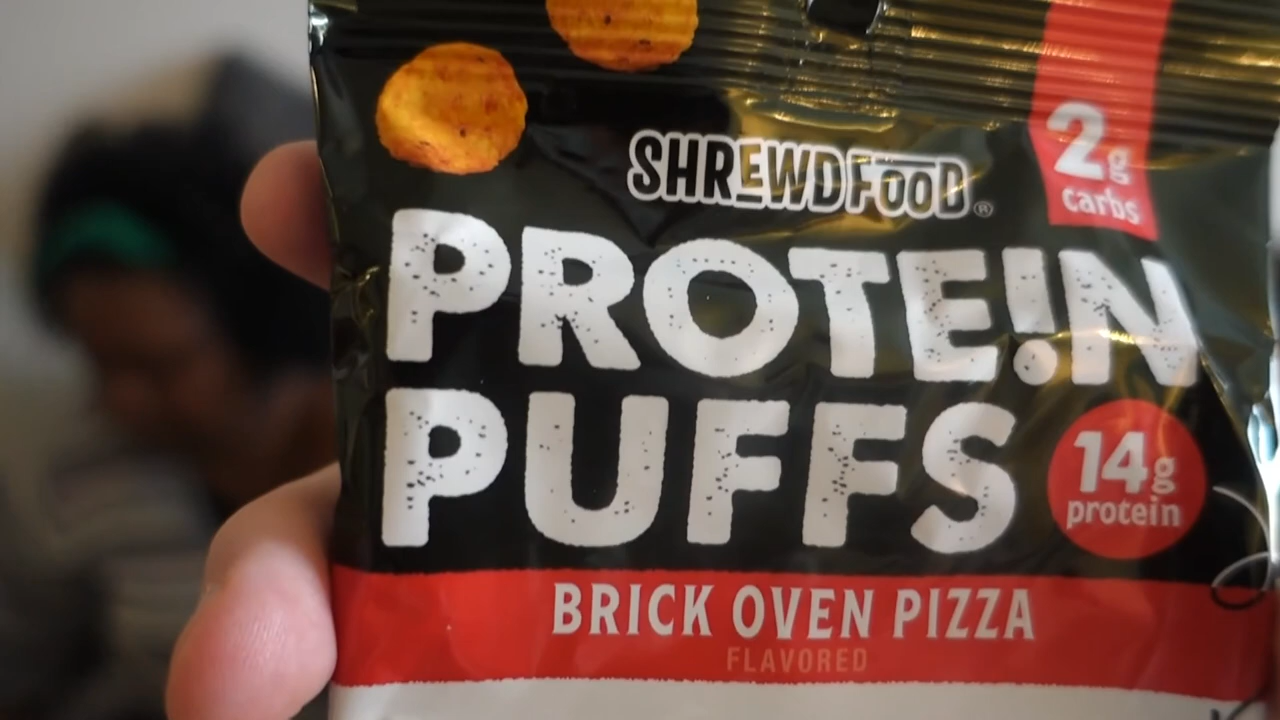 SHREWD FOOD®
2g
carbs
PROTE!N
PUFFS
14g
protein
BRICK OVEN PIZZA
FLAVORED